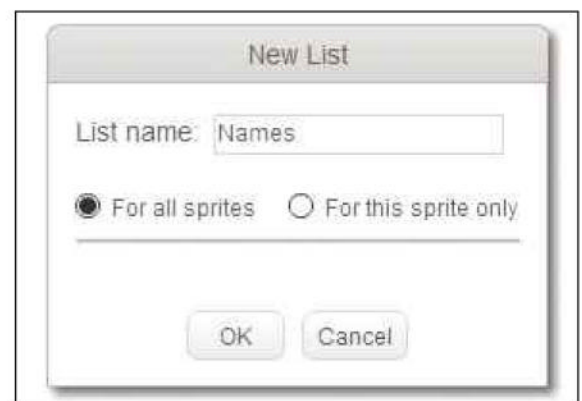 New List
List name: Names
For all sprites For this sprite only
OK Cancel